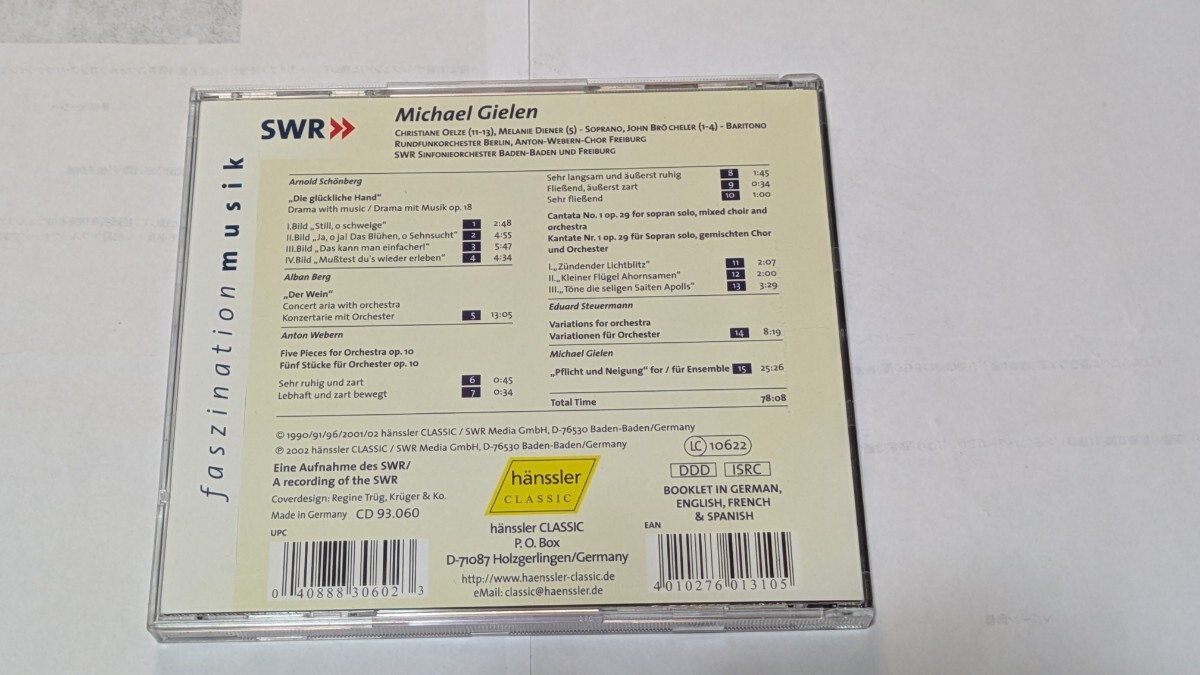 faszination musik
SWR
Michael Gielen
CHRISTIANE OELZE (11-13), MELANIE DIENER (5) - SOPRANO, JOHN BRÖCHELER (1-4) - BARITONO
RUNDFUNKORCHESTER BERLIN, ANTON-WEBERN-CHOR FREIBURG
SWR SINFONIEORCHESTER BADEN-BADEN UND FREIBURG
Arnold Schönberg
„Die glückliche Hand"
Drama with music / Drama mit Musik op. 18
I.Bild „Still, o schweige" 1 2:48
II.Bild „Ja, o ja! Das Blühen, o Sehnsucht" 2 4:55
III.Bild „Das kann man einfacher!" 3 5:47
IV.Bild „Mußtest du's wieder erleben" 4 4:34
Alban Berg
„Der Wein"
Concert aria with orchestra
Konzertarie mit Orchester 5 13:05
Anton Webern
Five Pieces for Orchestra op. 10
Fünf Stücke für Orchester op. 10
Sehr ruhig und zart 6 0:45
Lebhaft und zart bewegt 7 0:34
Sehr langsam und äußerst ruhig 8 1:45
Fließend, äußerst zart 9 0:34
Sehr fließend 10 1:00
Cantata No. 1 op. 29 for sopran solo, mixed choir and
orchestra
Kantate Nr. 1 op. 29 für Sopran solo, gemischten Chor
und Orchester
I. „Zündender Lichtblitz" 11 2:07
II. „Kleiner Flügel Ahornsamen" 12 2:00
III. „Töne die seligen Saiten Apolls" 13 3:29
Eduard Steuermann
Variations for orchestra
Variationen für Orchester 14 8:19
Michael Gielen
„Pflicht und Neigung" for / für Ensemble 15 25:26
Total Time 78:08
© 1990/91/96/2001/02 hänssler CLASSIC / SWR Media GmbH, D-76530 Baden-Baden/Germany
℗ 2002 hänssler CLASSIC / SWR Media GmbH, D-76530 Baden-Baden/Germany
Eine Aufnahme des SWR/
A recording of the SWR
Coverdesign: Regine Trüg, Krüger & Ko.
Made in Germany CD 93.060
UPC
0 40888 30602 3
hänssler
CLASSIC
hänssler CLASSIC
P. O. Box
D-71087 Holzgerlingen/Germany
http://www.haenssler-classic.de
eMail: classic@haenssler.de
LC 10622
DDD ISRC
BOOKLET IN GERMAN,
ENGLISH, FRENCH
& SPANISH
EAN
4 010276 013105